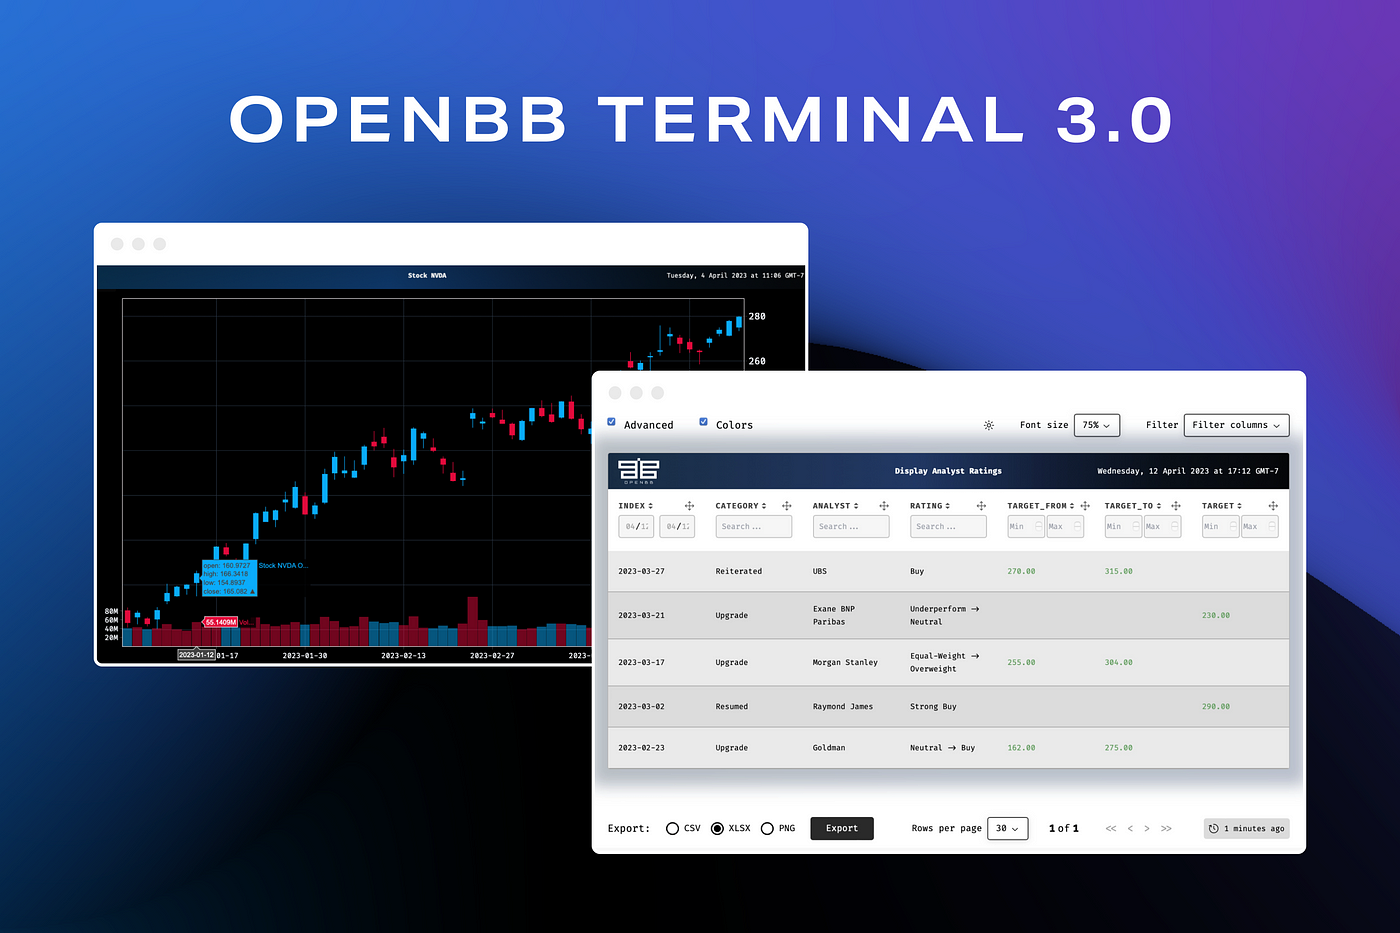 OPENBB TERMINAL 3.0
Stock NVDA
Tuesday, 4 April 2023 at 11:06 GMT-7
280
260
open: 160.9727 Stock NVDA O...
high: 166.3418
low: 154.8937
close: 165.082 ▲
80M
60M
40M
20M
55.1409M Vol...
2023-01-12 01-17 2023-01-30 2023-02-13 2023-02-27 2023-
Advanced Colors Font size 75% Filter Filter columns
OPENBB
Display Analyst Ratings
Wednesday, 12 April 2023 at 17:12 GMT-7
INDEX CATEGORY ANALYST RATING TARGET_FROM TARGET_TO TARGET
04/12 04/12 Search... Search... Search... Min Max Min Max Min Max
2023-03-27 Reiterated UBS Buy 270.00 315.00
2023-03-21 Upgrade Exane BNP Paribas Underperform → Neutral 230.00
2023-03-17 Upgrade Morgan Stanley Equal-Weight → Overweight 255.00 304.00
2023-03-02 Resumed Raymond James Strong Buy 290.00
2023-02-23 Upgrade Goldman Neutral → Buy 162.00 275.00
Export: CSV XLSX PNG Export Rows per page 30 1 of 1 << < > >> 1 minutes ago